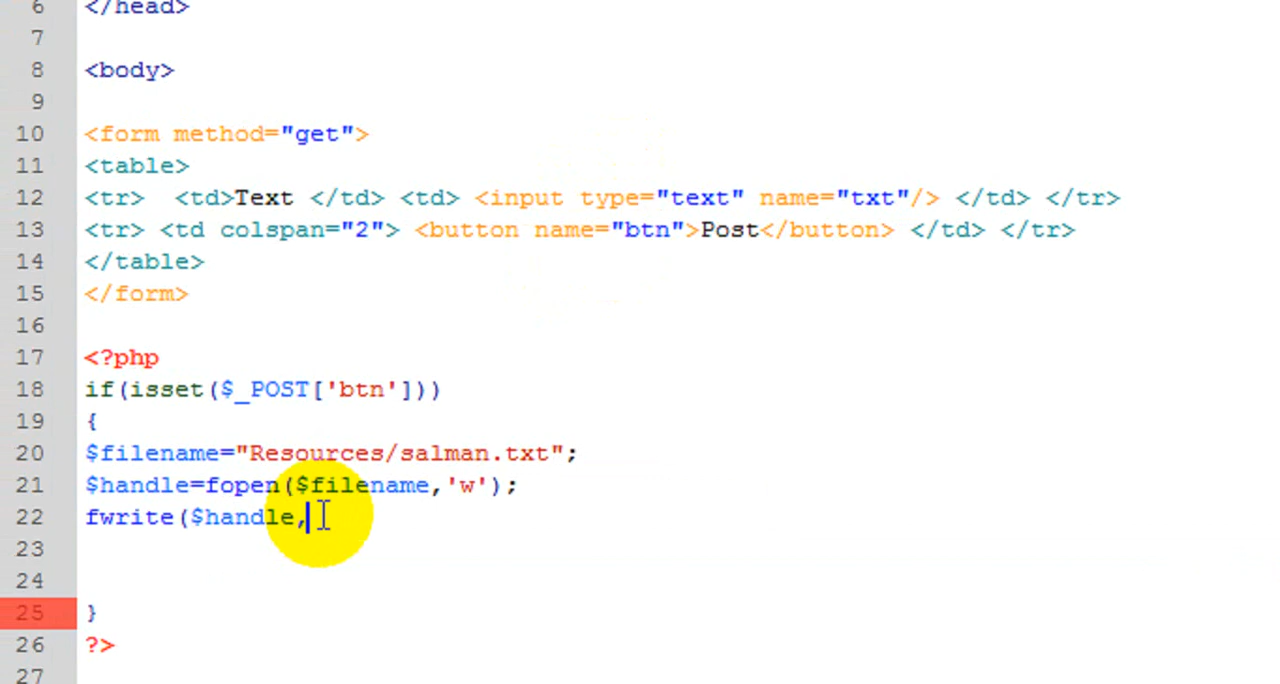 6 </head>
7
8 <body>
9
10 <form method="get">
11 <table>
12 <tr>  <td>Text </td> <td> <input type="text" name="txt"/> </td> </tr>
13 <tr> <td colspan="2"> <button name="btn">Post</button> </td> </tr>
14 </table>
15 </form>
16
17 <?php
18 if(isset($_POST['btn']))
19 {
20 $filename="Resources/salman.txt";
21 $handle=fopen($filename,'w');
22 fwrite($handle,
23
24
25 }
26 ?>
27